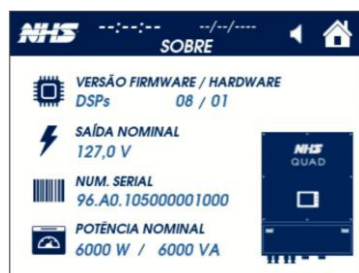 NHS --:--:-- --/--/----
SOBRE
VERSÃO FIRMWARE / HARDWARE
DSPs 08 / 01
SAÍDA NOMINAL
127,0 V
NUM. SERIAL
96.A0.105000001000
POTÊNCIA NOMINAL
6000 W / 6000 VA
NHS
QUAD